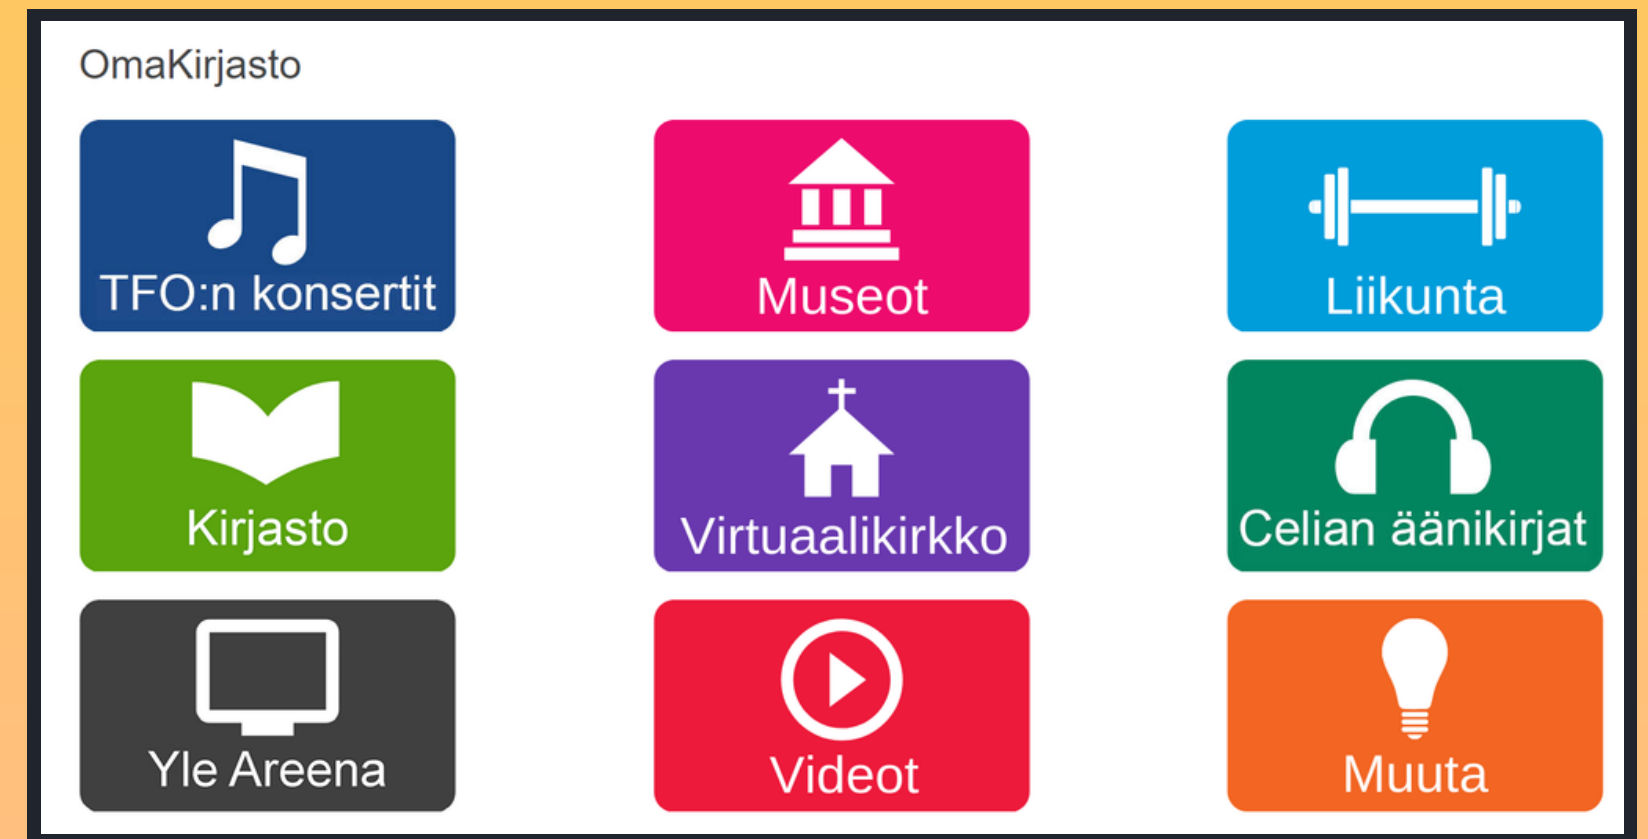 OmaKirjasto
TFO:n konsertit
Museot
Liikunta
Kirjasto
Virtuaalikirkko
Celian äänikirjat
Yle Areena
Videot
Muuta